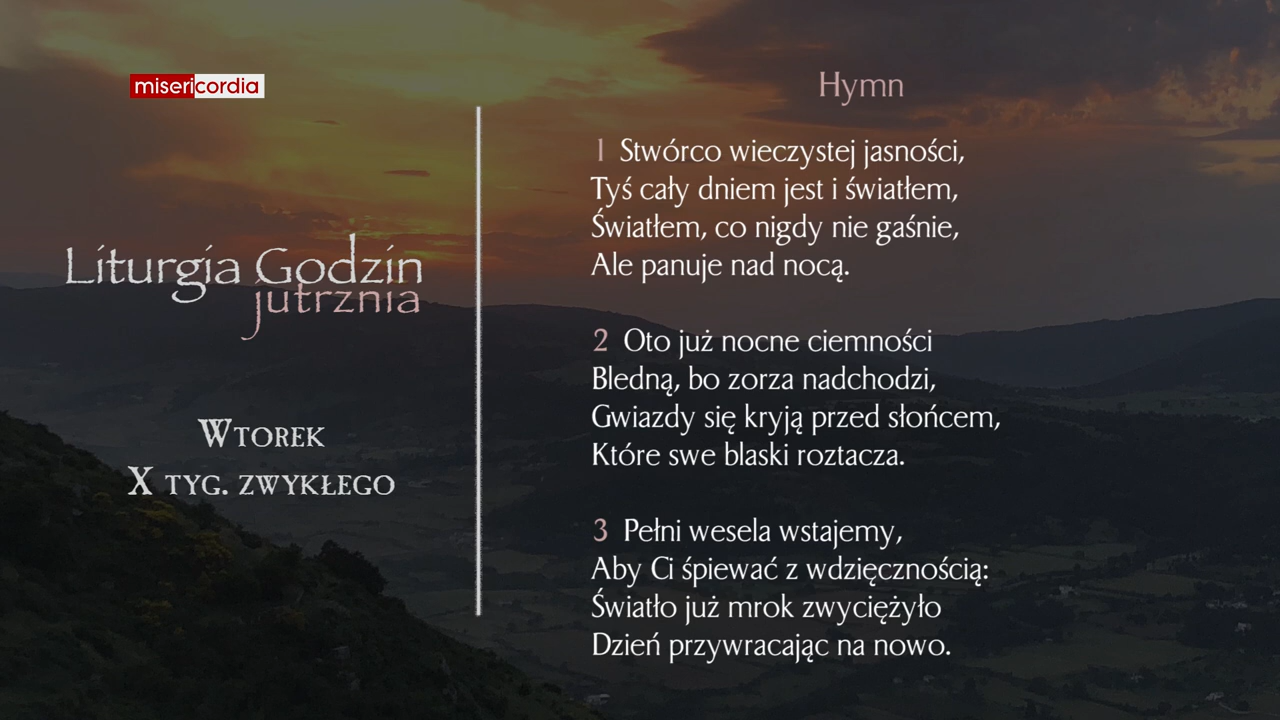 misericordia
Liturgia Godzin
jutrznia
Wtorek
X tyg. zwykłego
Hymn
1 Stwórco wieczystej jasności,
Tyś cały dniem jest i światłem,
Światłem, co nigdy nie gaśnie,
Ale panuje nad nocą.
2 Oto już nocne ciemności
Bledną, bo zorza nadchodzi,
Gwiazdy się kryją przed słońcem,
Które swe blaski roztacza.
3 Pełni wesela wstajemy,
Aby Ci śpiewać z wdzięcznością:
Światło już mrok zwyciężyło
Dzień przywracając na nowo.